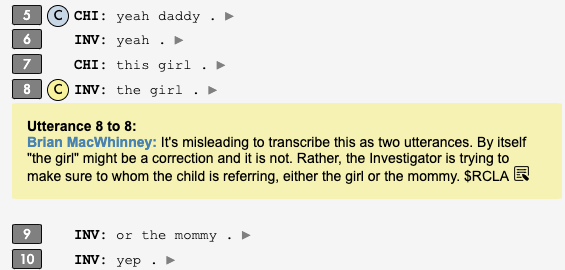 5 C CHI: yeah daddy . ▶
6 INV: yeah . ▶
7 CHI: this girl . ▶
8 C INV: the girl . ▶
Utterance 8 to 8:
Brian MacWhinney: It's misleading to transcribe this as two utterances. By itself
"the girl" might be a correction and it is not. Rather, the Investigator is trying to
make sure to whom the child is referring, either the girl or the mommy. $RCLA
9 INV: or the mommy . ▶
10 INV: yep . ▶